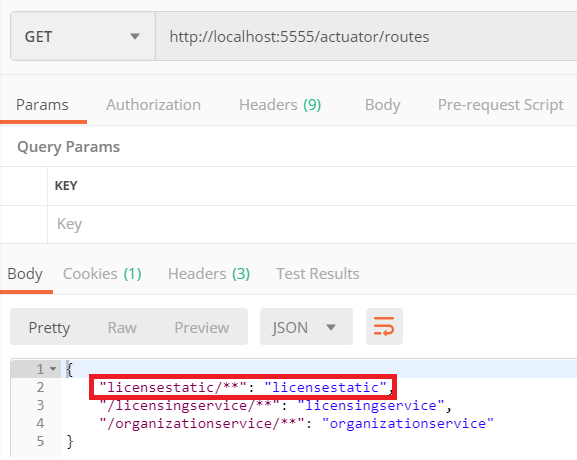 GET http://localhost:5555/actuator/routes
Params Authorization Headers (9) Body Pre-request Script
Query Params
KEY
Key
Body Cookies (1) Headers (3) Test Results
Pretty Raw Preview JSON
1 {
2 "licensestatic/**": "licensestatic",
3 "/licensingservice/**": "licensingservice",
4 "/organizationservice/**": "organizationservice"
5 }